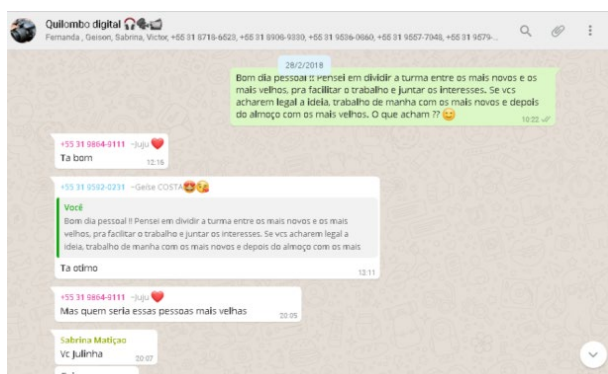 Quilombo digital
Fernanda , Gerson, Sabrina, Victor, +55 31 8718-6623, +55 31 8906-9330, +55 31 9536-0660, +55 31 9557-7048, +55 31 9579-...
28/2/2018
Bom dia pessoal !! Pensei em dividir a turma entre os mais novos e os
mais velhos, pra facilitar o trabalho e juntar os interesses. Se vcs
acharem legal a ideia, trabalho de manha com os mais novos e depois
do almoço com os mais velhos. O que acham ?? 😊
10:22
+55 31 9864-9111 ~Juju ❤️
Ta bom
12:16
+55 31 9592-0231 ~Geise COSTA😍😘
Você
Bom dia pessoal !! Pensei em dividir a turma entre os mais novos e os mais
velhos, pra facilitar o trabalho e juntar os interesses. Se vcs acharem legal a
ideia, trabalho de manha com os mais novos e depois do almoço com os mais
Ta otimo
13:11
+55 31 9864-9111 ~Juju ❤️
Mas quem seria essas pessoas mais velhas
20:05
Sabrina Matiçao
Vc Julinha
20:07